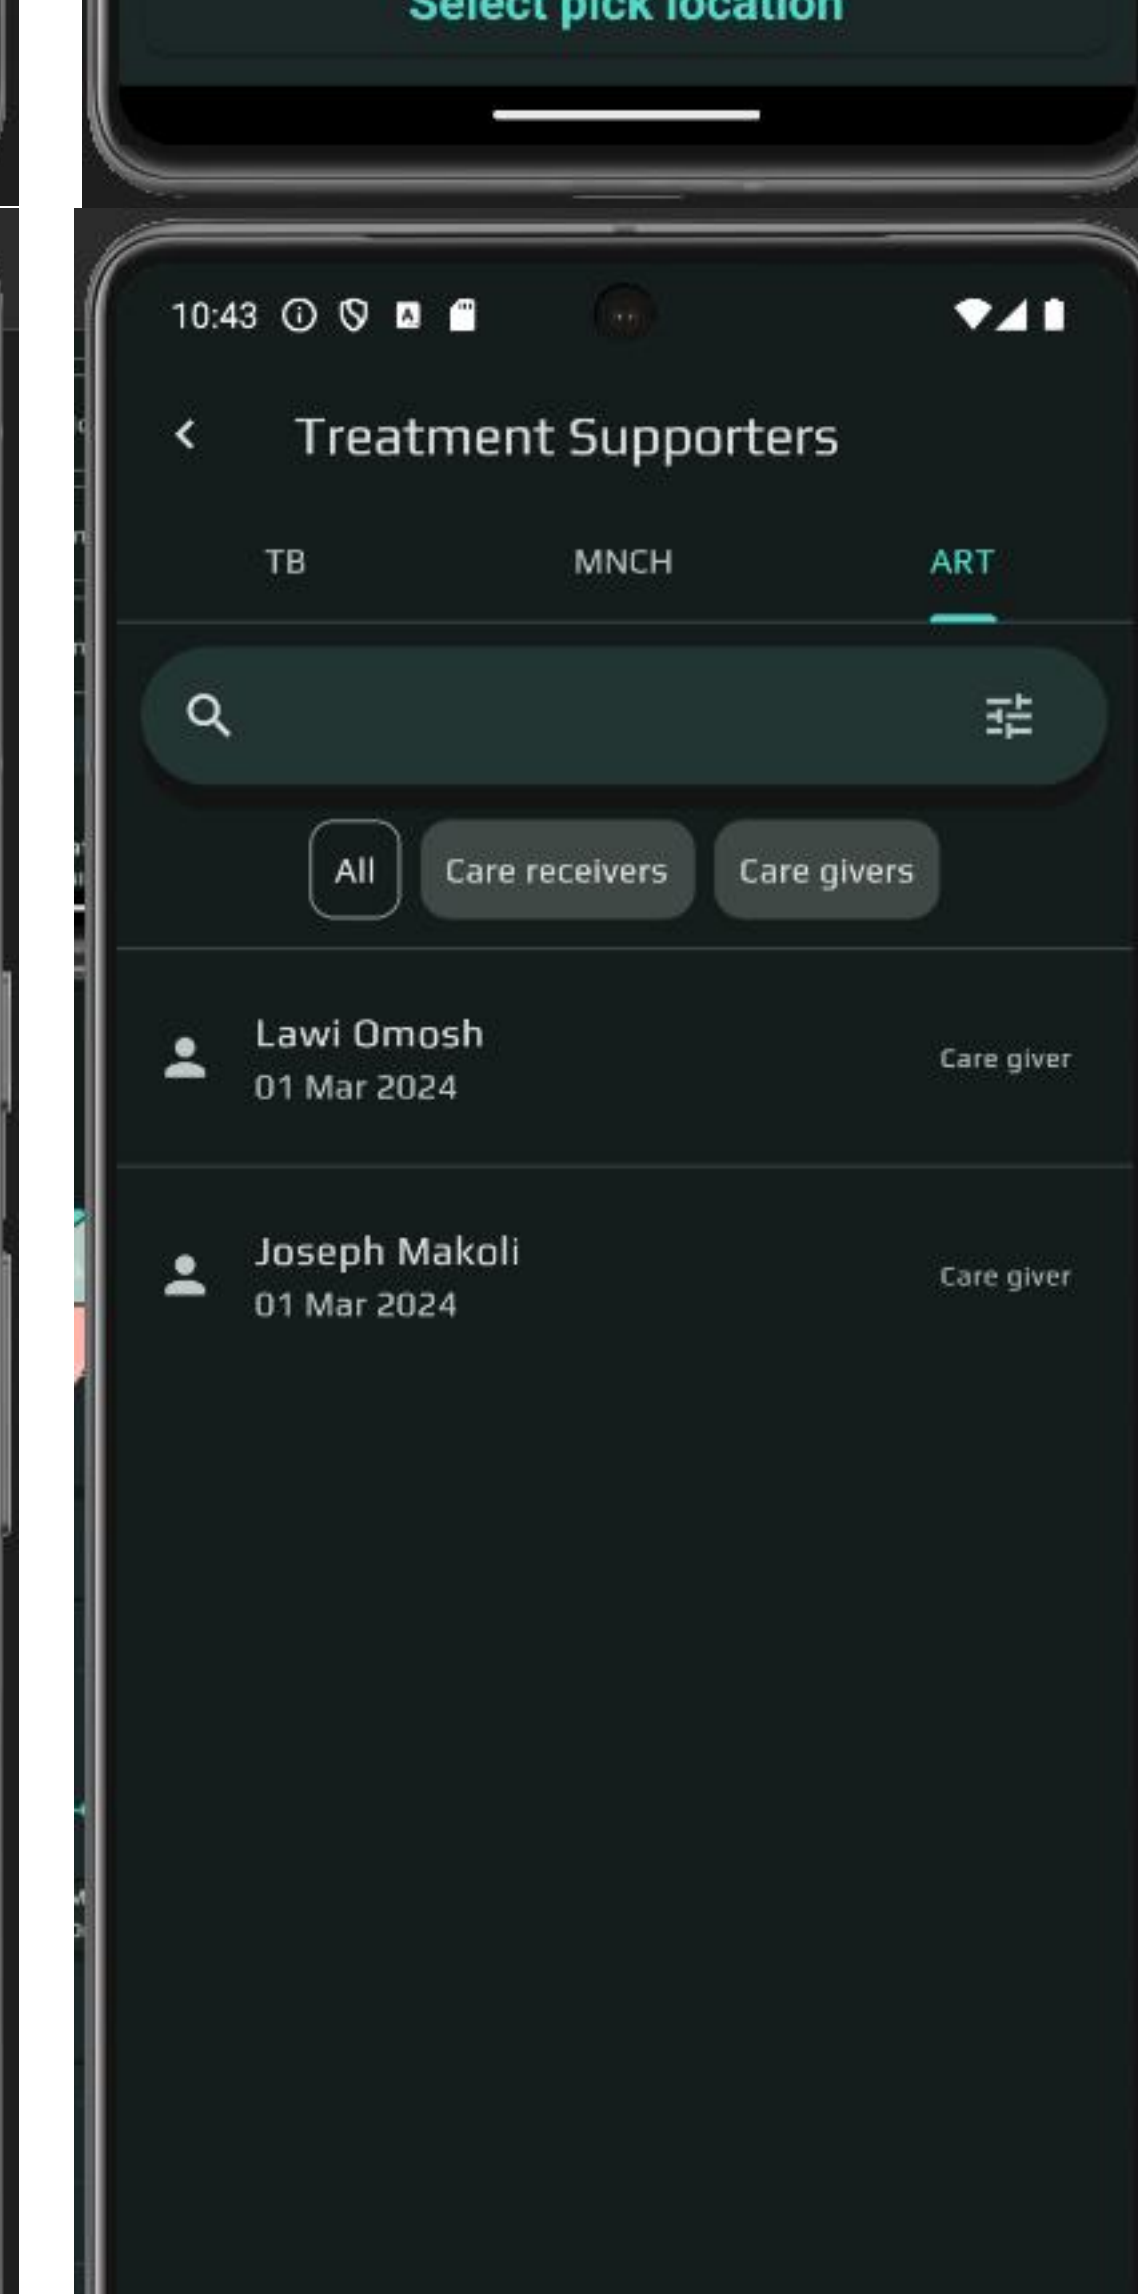 Select pick location
10:43
Treatment Supporters
TB MNCH ART
All Care receivers Care givers
Lawi Omosh
01 Mar 2024
Care giver
Joseph Makoli
01 Mar 2024
Care giver